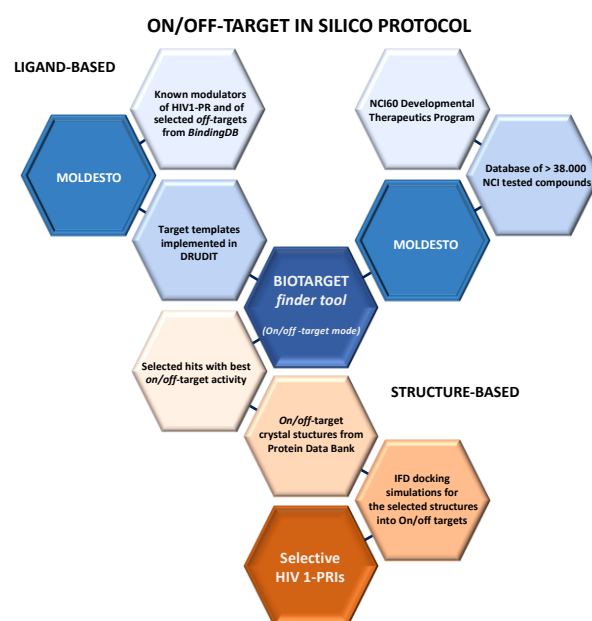 ON/OFF-TARGET IN SILICO PROTOCOL
LIGAND-BASED
Known modulators
of HIV1-PR and of
selected off-targets
from BindingDB
MOLDESTO
Target templates
implemented in
DRUDIT
NCI60 Developmental
Therapeutics Program
Database of > 38.000
NCI tested compounds
MOLDESTO
BIOTARGET
finder tool
(On/off -target mode)
Selected hits with best
on/off-target activity
STRUCTURE-BASED
On/off-target
crystal stuctures from
Protein Data Bank
IFD docking
simulations for
the selected structures
into On/off targets
Selective
HIV 1-PRIs